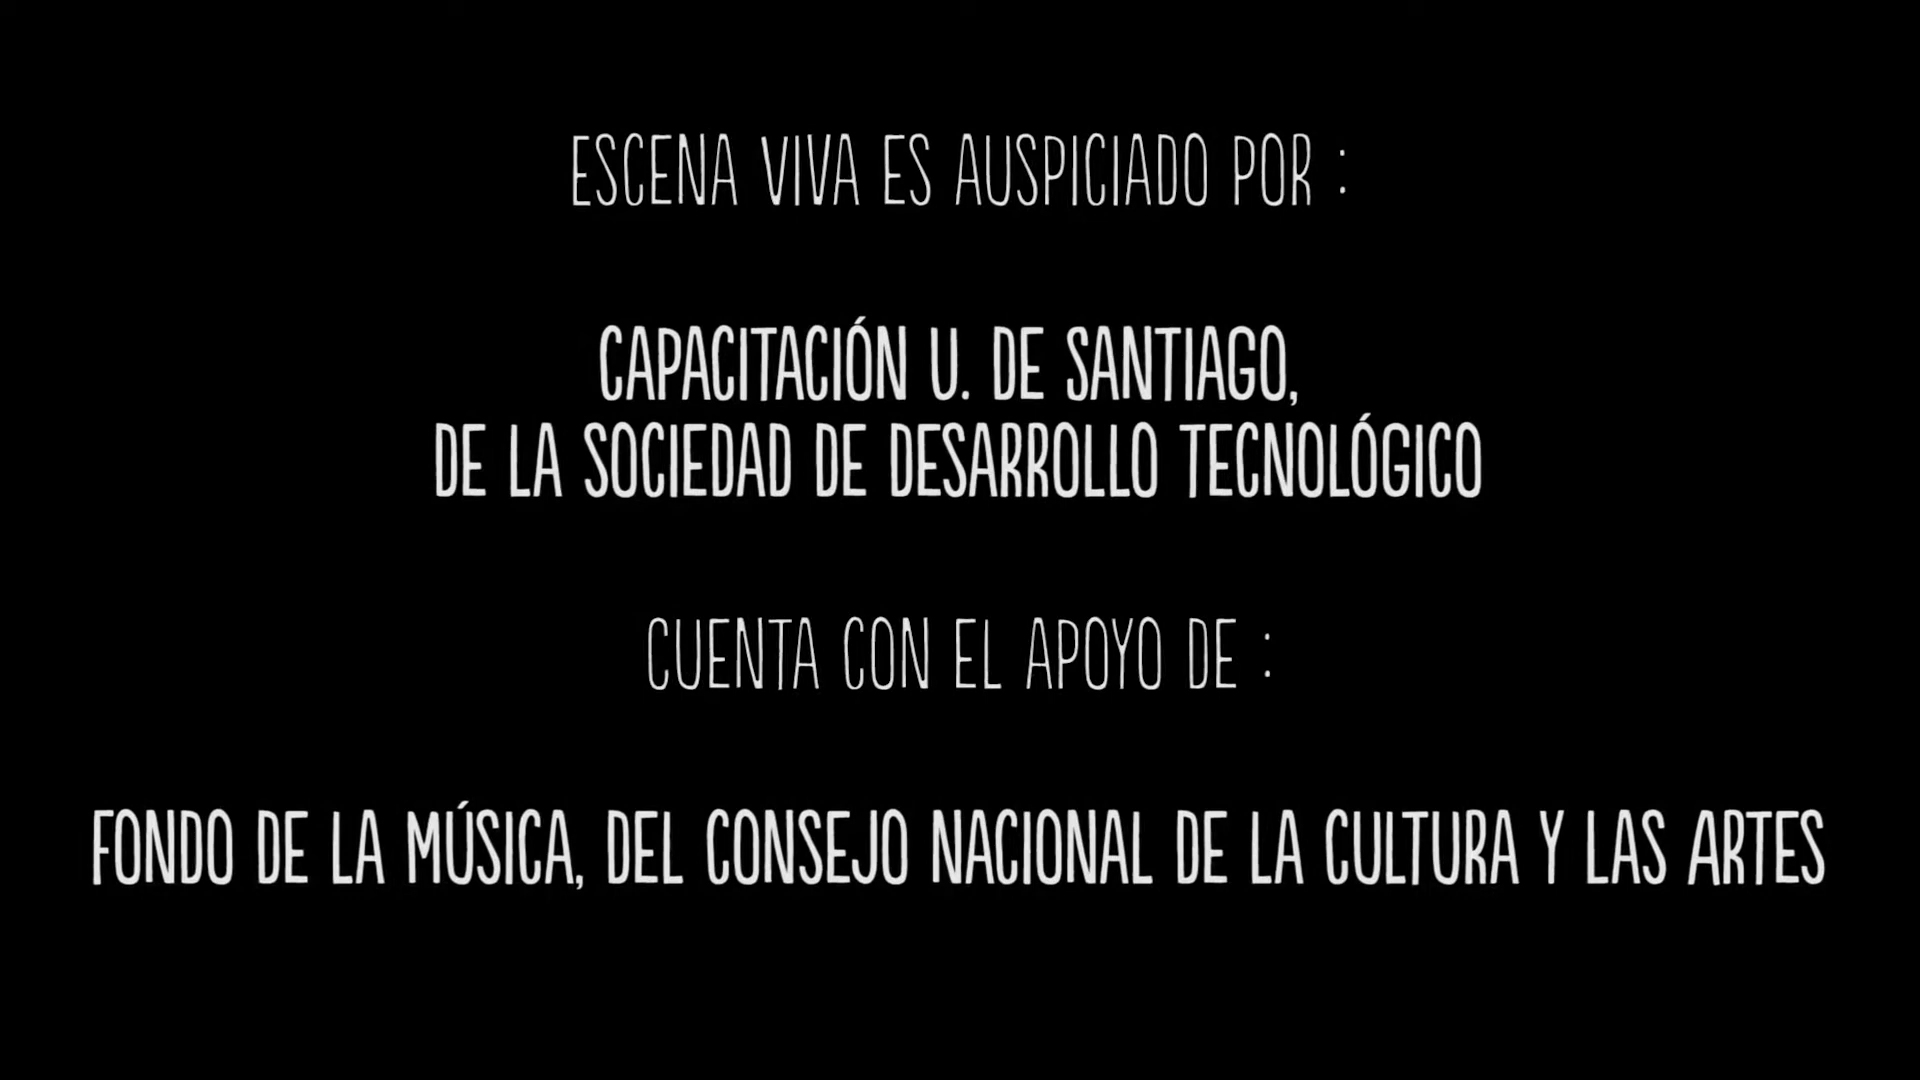 ESCENA VIVA ES AUSPICIADO POR :
CAPACITACIÓN U. DE SANTIAGO,
DE LA SOCIEDAD DE DESARROLLO TECNOLÓGICO
CUENTA CON EL APOYO DE :
FONDO DE LA MÚSICA, DEL CONSEJO NACIONAL DE LA CULTURA Y LAS ARTES